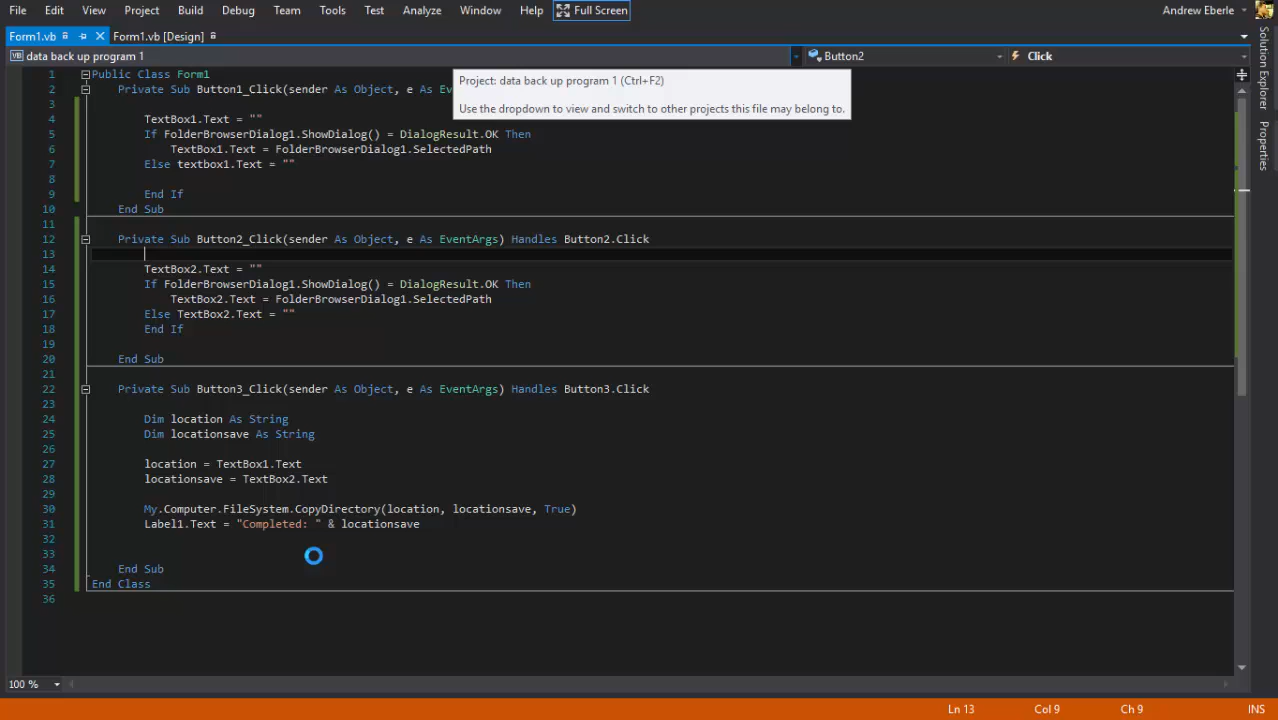 File Edit View Project Build Debug Team Tools Test Analyze Window Help Full Screen Andrew Eberle
Form1.vb Form1.vb [Design]
VB data back up program 1 Button2 Click
Project: data back up program 1 (Ctrl+F2)
Use the dropdown to view and switch to other projects this file may belong to.
1 Public Class Form1
2 Private Sub Button1_Click(sender As Object, e As Ev
3
4 TextBox1.Text = ""
5 If FolderBrowserDialog1.ShowDialog() = DialogResult.OK Then
6 TextBox1.Text = FolderBrowserDialog1.SelectedPath
7 Else textbox1.Text = ""
8
9 End If
10 End Sub
11
12 Private Sub Button2_Click(sender As Object, e As EventArgs) Handles Button2.Click
13
14 TextBox2.Text = ""
15 If FolderBrowserDialog1.ShowDialog() = DialogResult.OK Then
16 TextBox2.Text = FolderBrowserDialog1.SelectedPath
17 Else TextBox2.Text = ""
18 End If
19
20 End Sub
21
22 Private Sub Button3_Click(sender As Object, e As EventArgs) Handles Button3.Click
23
24 Dim location As String
25 Dim locationsave As String
26
27 location = TextBox1.Text
28 locationsave = TextBox2.Text
29
30 My.Computer.FileSystem.CopyDirectory(location, locationsave, True)
31 Label1.Text = "Completed: " & locationsave
32
33
34 End Sub
35 End Class
36
100 %
Ln 13 Col 9 Ch 9 INS
Solution Explorer
Properties